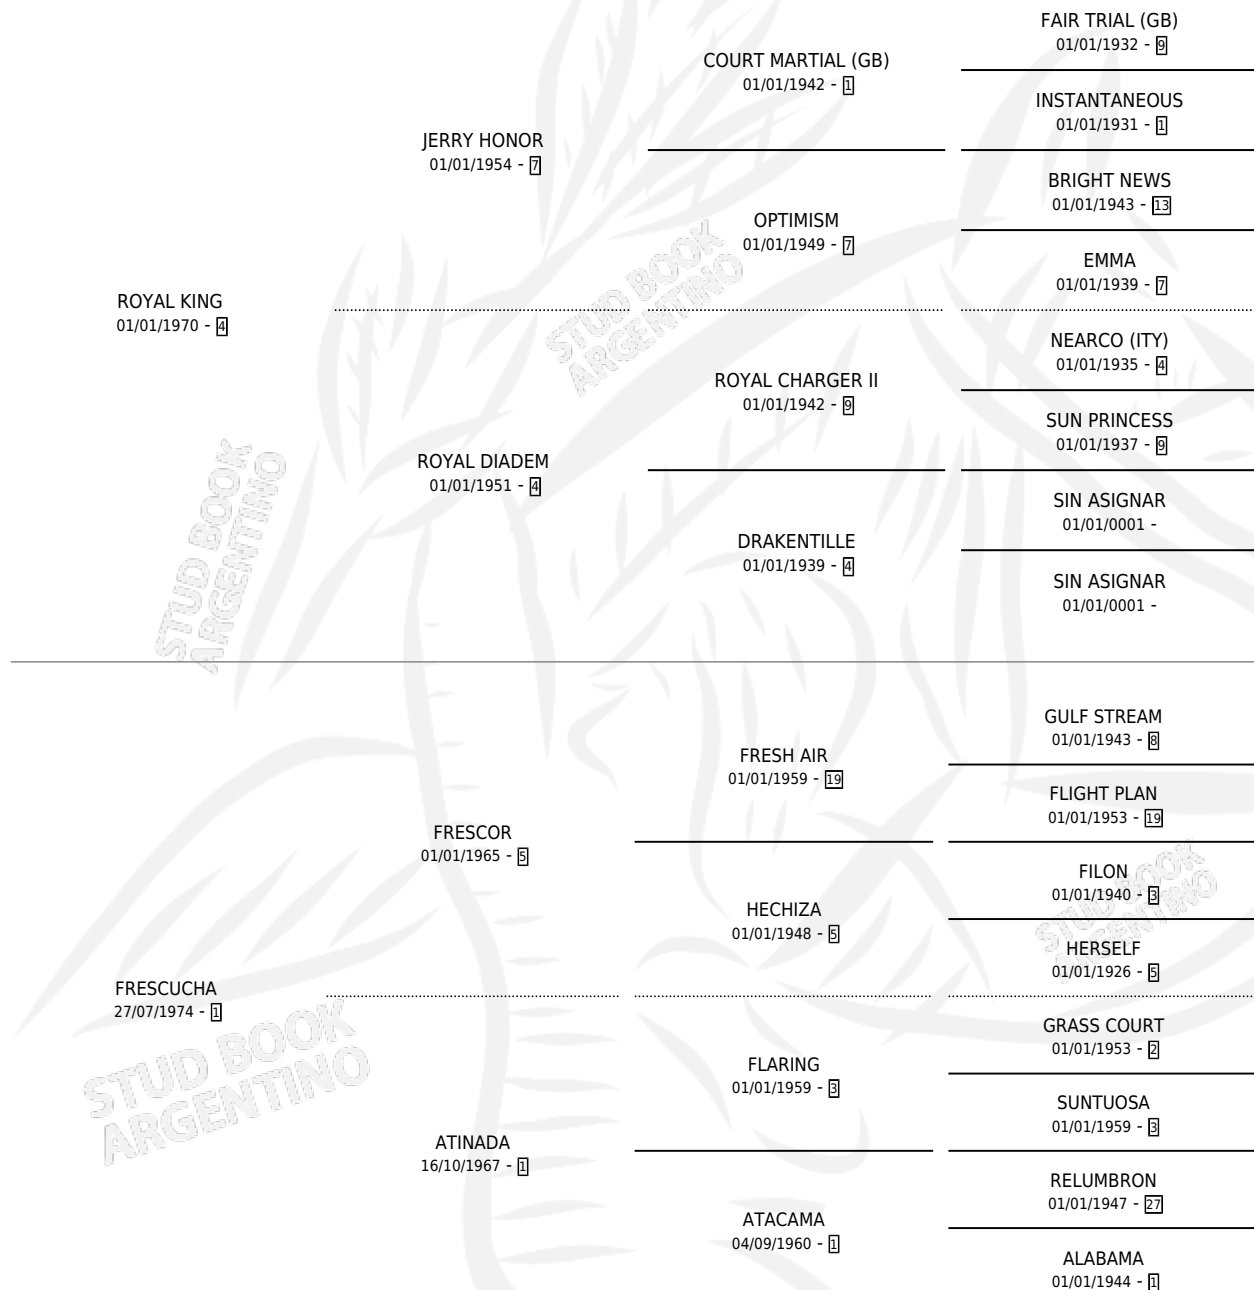 FAIR TRIAL (GB)
01/01/1932 - 9
COURT MARTIAL (GB)
01/01/1942 - 1
INSTANTANEOUS
01/01/1931 - 1
JERRY HONOR
01/01/1954 - 7
BRIGHT NEWS
01/01/1943 - 13
OPTIMISM
01/01/1949 - 7
EMMA
01/01/1939 - 7
ROYAL KING
01/01/1970 - 4
NEARCO (ITY)
01/01/1935 - 4
ROYAL CHARGER II
01/01/1942 - 9
SUN PRINCESS
01/01/1937 - 9
ROYAL DIADEM
01/01/1951 - 4
SIN ASIGNAR
01/01/0001 -
DRAKENTILLE
01/01/1939 - 4
SIN ASIGNAR
01/01/0001 -
GULF STREAM
01/01/1943 - 8
FRESH AIR
01/01/1959 - 19
FLIGHT PLAN
01/01/1953 - 19
FRESCOR
01/01/1965 - 5
FILON
01/01/1940 - 3
HECHIZA
01/01/1948 - 5
HERSELF
01/01/1926 - 5
FRESCUCHA
27/07/1974 - 1
GRASS COURT
01/01/1953 - 2
FLARING
01/01/1959 - 3
SUNTUOSA
01/01/1959 - 3
ATINADA
16/10/1967 - 1
RELUMBRON
01/01/1947 - 27
ATACAMA
04/09/1960 - 1
ALABAMA
01/01/1944 - 1
STUD BOOK
ARGENTINO
STUD BOOK
ARGENTINO
STUD BOOK
ARGENTINO
STUD BOOK
ARGENTINO